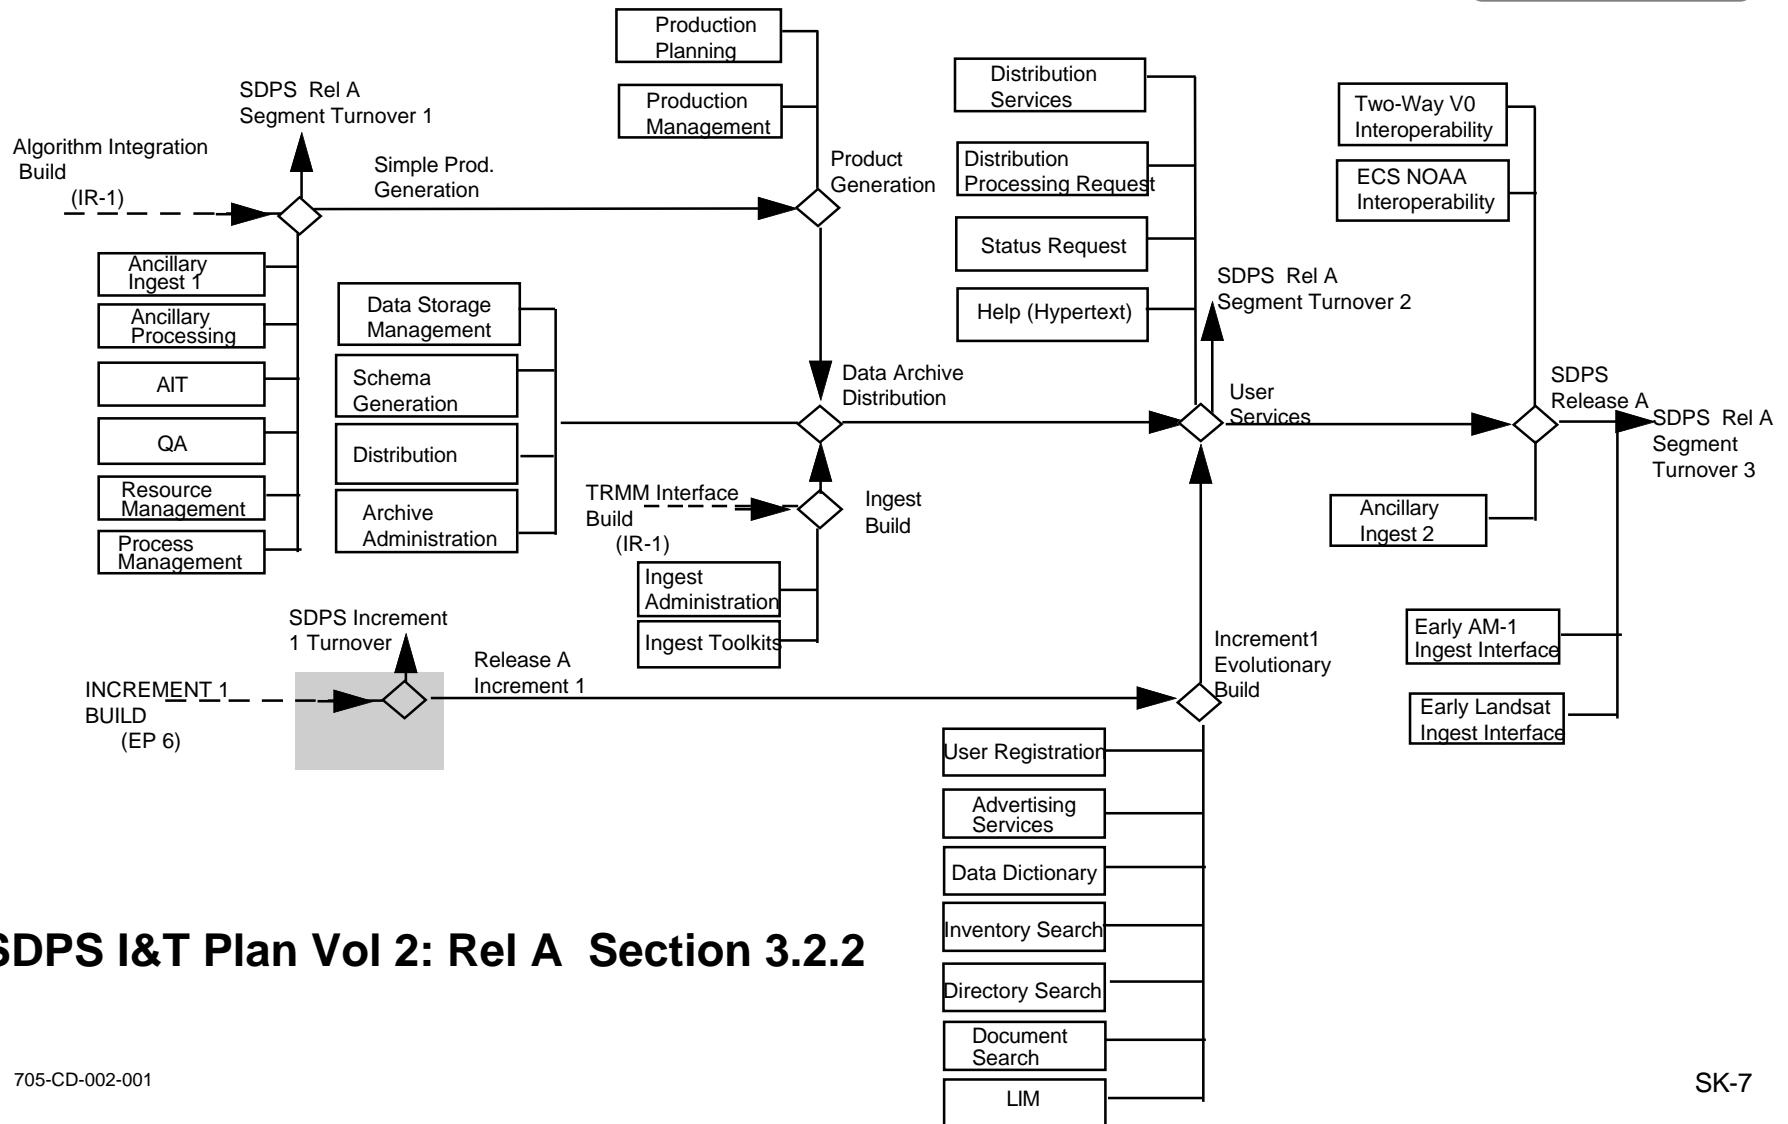 Production
Planning
Production
Management
SDPS Rel A
Segment Turnover 1
Algorithm Integration
Build
(IR-1)
Simple Prod.
Generation
Product
Generation
Distribution
Services
Distribution
Processing Request
Status Request
Help (Hypertext)
SDPS Rel A
Segment Turnover 2
Two-Way V0
Interoperability
ECS NOAA
Interoperability
Ancillary
Ingest 1
Ancillary
Processing
AIT
QA
Resource
Management
Process
Management
Data Storage
Management
Schema
Generation
Distribution
Archive
Administration
Data Archive
Distribution
User
Services
SDPS
Release A
SDPS Rel A
Segment
Turnover 3
TRMM Interface
Build
(IR-1)
Ingest
Build
Ancillary
Ingest 2
Ingest
Administration
Ingest Toolkits
SDPS Increment
1 Turnover
Release A
Increment 1
INCREMENT 1
BUILD
(EP 6)
Increment1
Evolutionary
Build
Early AM-1
Ingest Interface
Early Landsat
Ingest Interface
User Registration
Advertising
Services
Data Dictionary
Inventory Search
Directory Search
Document
Search
LIM
SDPS I&T Plan Vol 2: Rel A Section 3.2.2
705-CD-002-001
SK-7